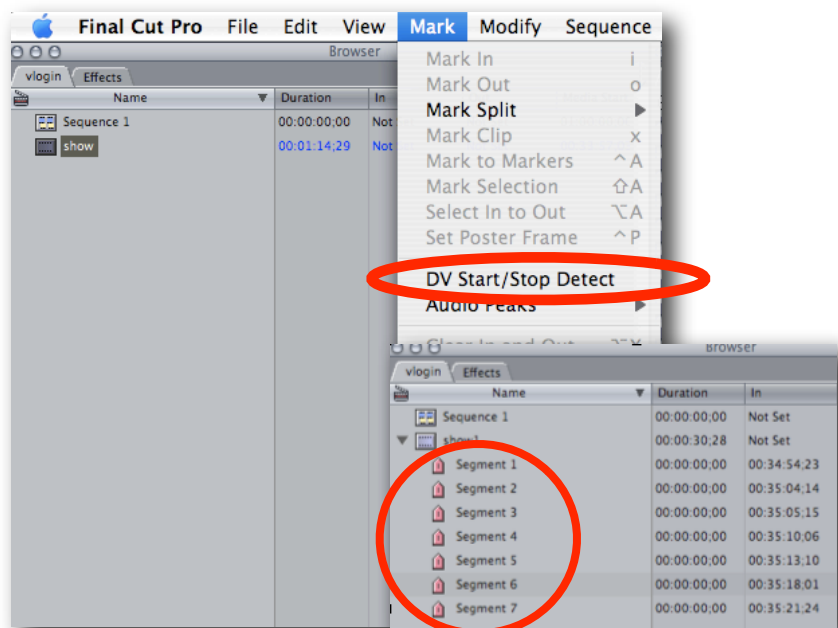 Final Cut Pro File Edit View Mark Modify Sequence
Browser
vlogin Effects
Name Duration In
Sequence 1 00:00:00;00 Not
show 00:01:14;29 Not
Mark In i
Mark Out o
Mark Split
Mark Clip x
Mark to Markers ^A
Mark Selection ⇧A
Select In to Out ⌥A
Set Poster Frame ^P
DV Start/Stop Detect
Audio Peaks
Clear In and Out ⌥X
Browser
vlogin Effects
Name Duration In
Sequence 1 00:00:00;00 Not Set
show1 00:00:30;28 Not Set
Segment 1 00:00:00;00 00:34:54;23
Segment 2 00:00:00;00 00:35:04;14
Segment 3 00:00:00;00 00:35:05;15
Segment 4 00:00:00;00 00:35:10;06
Segment 5 00:00:00;00 00:35:13;10
Segment 6 00:00:00;00 00:35:18;01
Segment 7 00:00:00;00 00:35:21;24